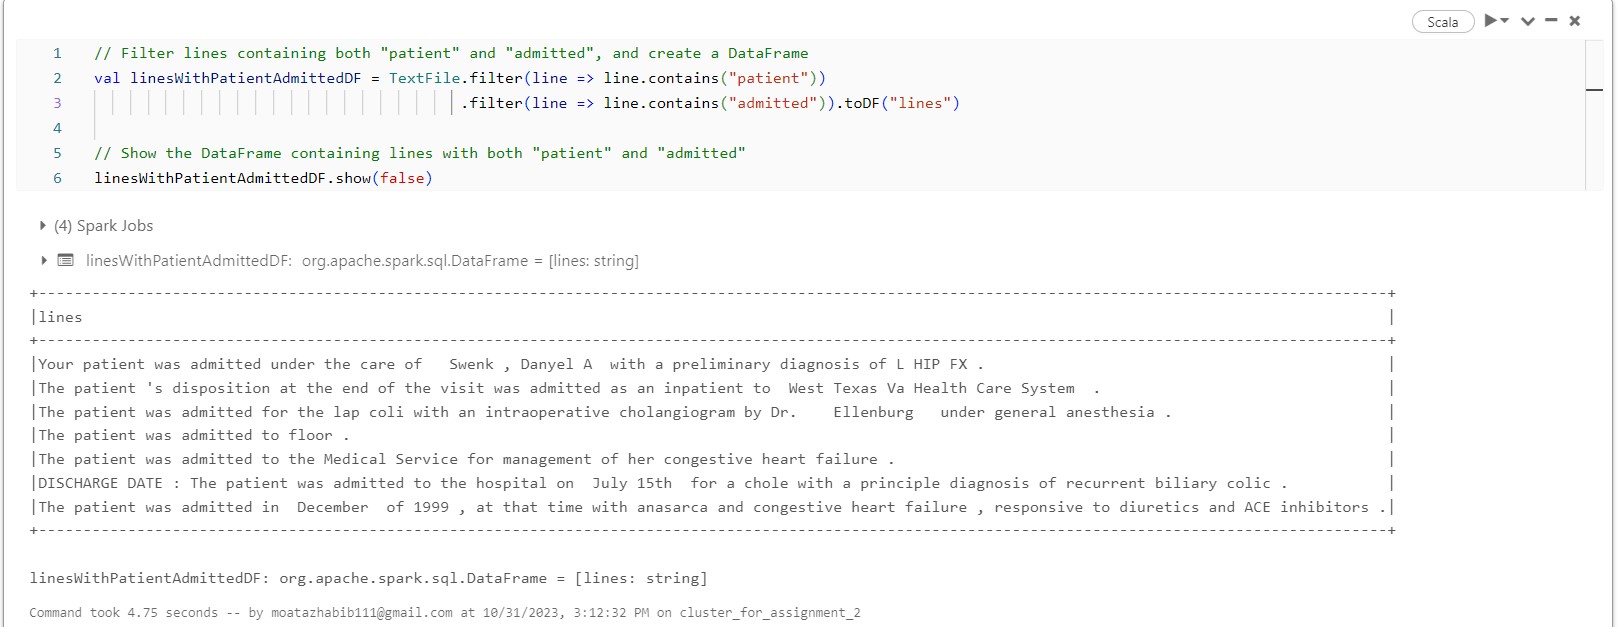 Scala
1 // Filter lines containing both "patient" and "admitted", and create a DataFrame
2 val linesWithPatientAdmittedDF = TextFile.filter(line => line.contains("patient"))
3 .filter(line => line.contains("admitted")).toDF("lines")
4
5 // Show the DataFrame containing lines with both "patient" and "admitted"
6 linesWithPatientAdmittedDF.show(false)
(4) Spark Jobs
linesWithPatientAdmittedDF: org.apache.spark.sql.DataFrame = [lines: string]
+-------------------------------------------------------------------------------------------------------------------------------------------------------+
|lines |
+-------------------------------------------------------------------------------------------------------------------------------------------------------+
|Your patient was admitted under the care of   Swenk , Danyel A  with a preliminary diagnosis of L HIP FX . |
|The patient 's disposition at the end of the visit was admitted as an inpatient to  West Texas Va Health Care System  . |
|The patient was admitted for the lap coli with an intraoperative cholangiogram by Dr.    Ellenburg   under general anesthesia . |
|The patient was admitted to floor . |
|The patient was admitted to the Medical Service for management of her congestive heart failure . |
|DISCHARGE DATE : The patient was admitted to the hospital on  July 15th  for a chole with a principle diagnosis of recurrent biliary colic . |
|The patient was admitted in  December  of 1999 , at that time with anasarca and congestive heart failure , responsive to diuretics and ACE inhibitors .|
+-------------------------------------------------------------------------------------------------------------------------------------------------------+
linesWithPatientAdmittedDF: org.apache.spark.sql.DataFrame = [lines: string]
Command took 4.75 seconds -- by moatazhabib111@gmail.com at 10/31/2023, 3:12:32 PM on cluster_for_assignment_2